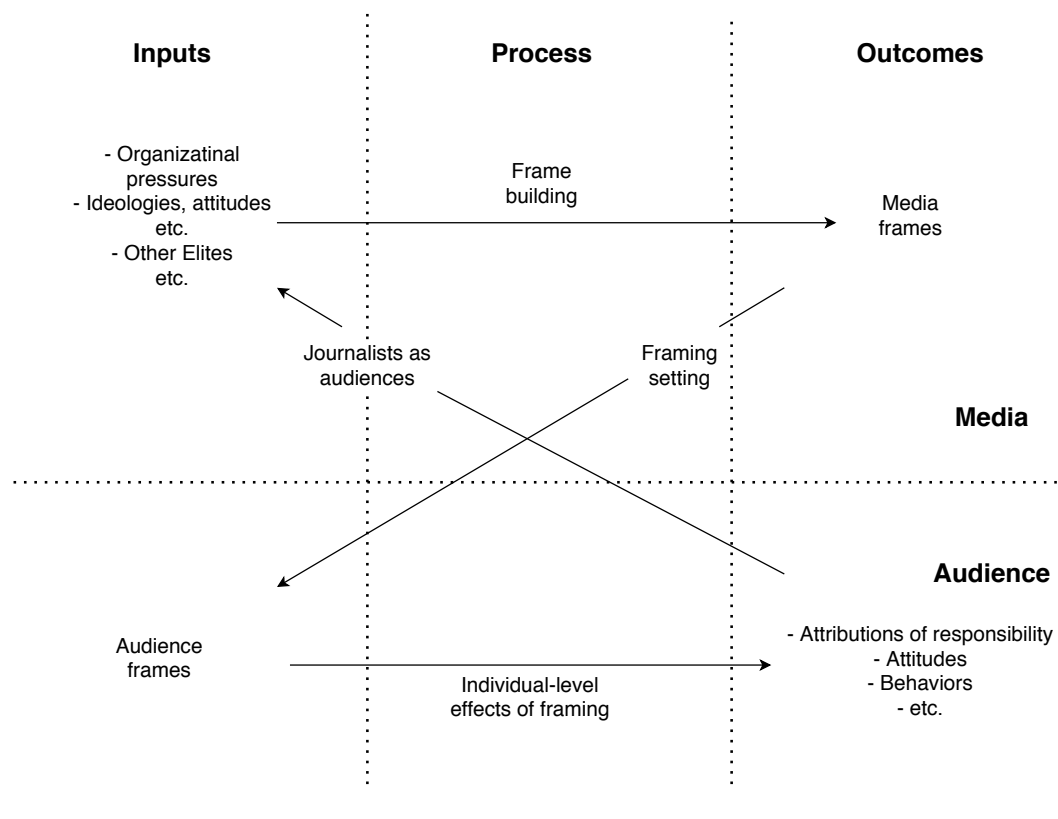 Inputs
Process
Outcomes
- Organizatinal
pressures
- Ideologies, attitudes
etc.
- Other Elites
etc.
Frame
building
Media
frames
Journalists as
audiences
Framing
setting
Media
Audience
Audience
frames
Individual-level
effects of framing
- Attributions of responsibility
- Attitudes
- Behaviors
- etc.